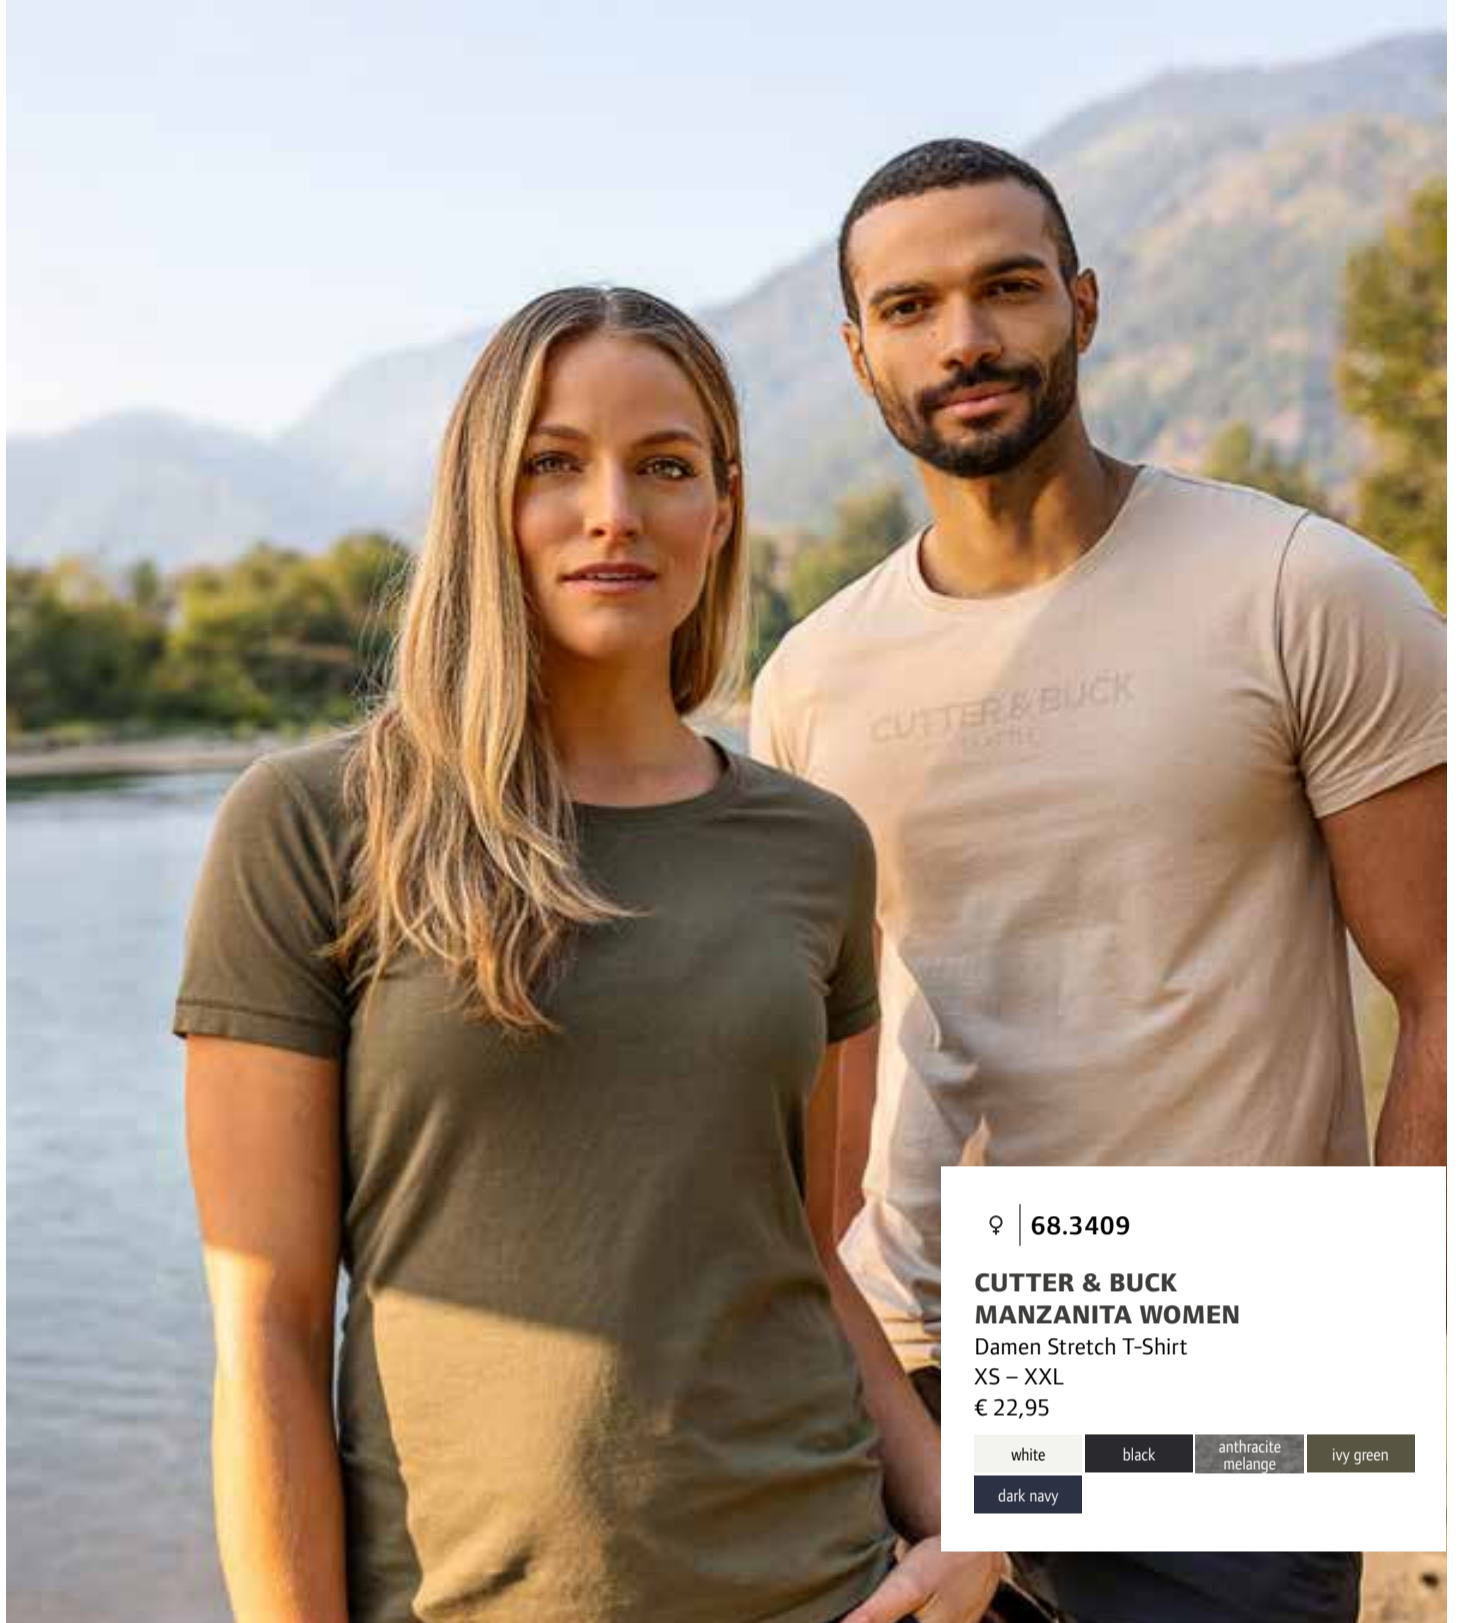 CUTTER & BUCK
♀ | 68.3409
CUTTER & BUCK
MANZANITA WOMEN
Damen Stretch T-Shirt
XS – XXL
€ 22,95
white
black
anthracite
melange
ivy green
dark navy